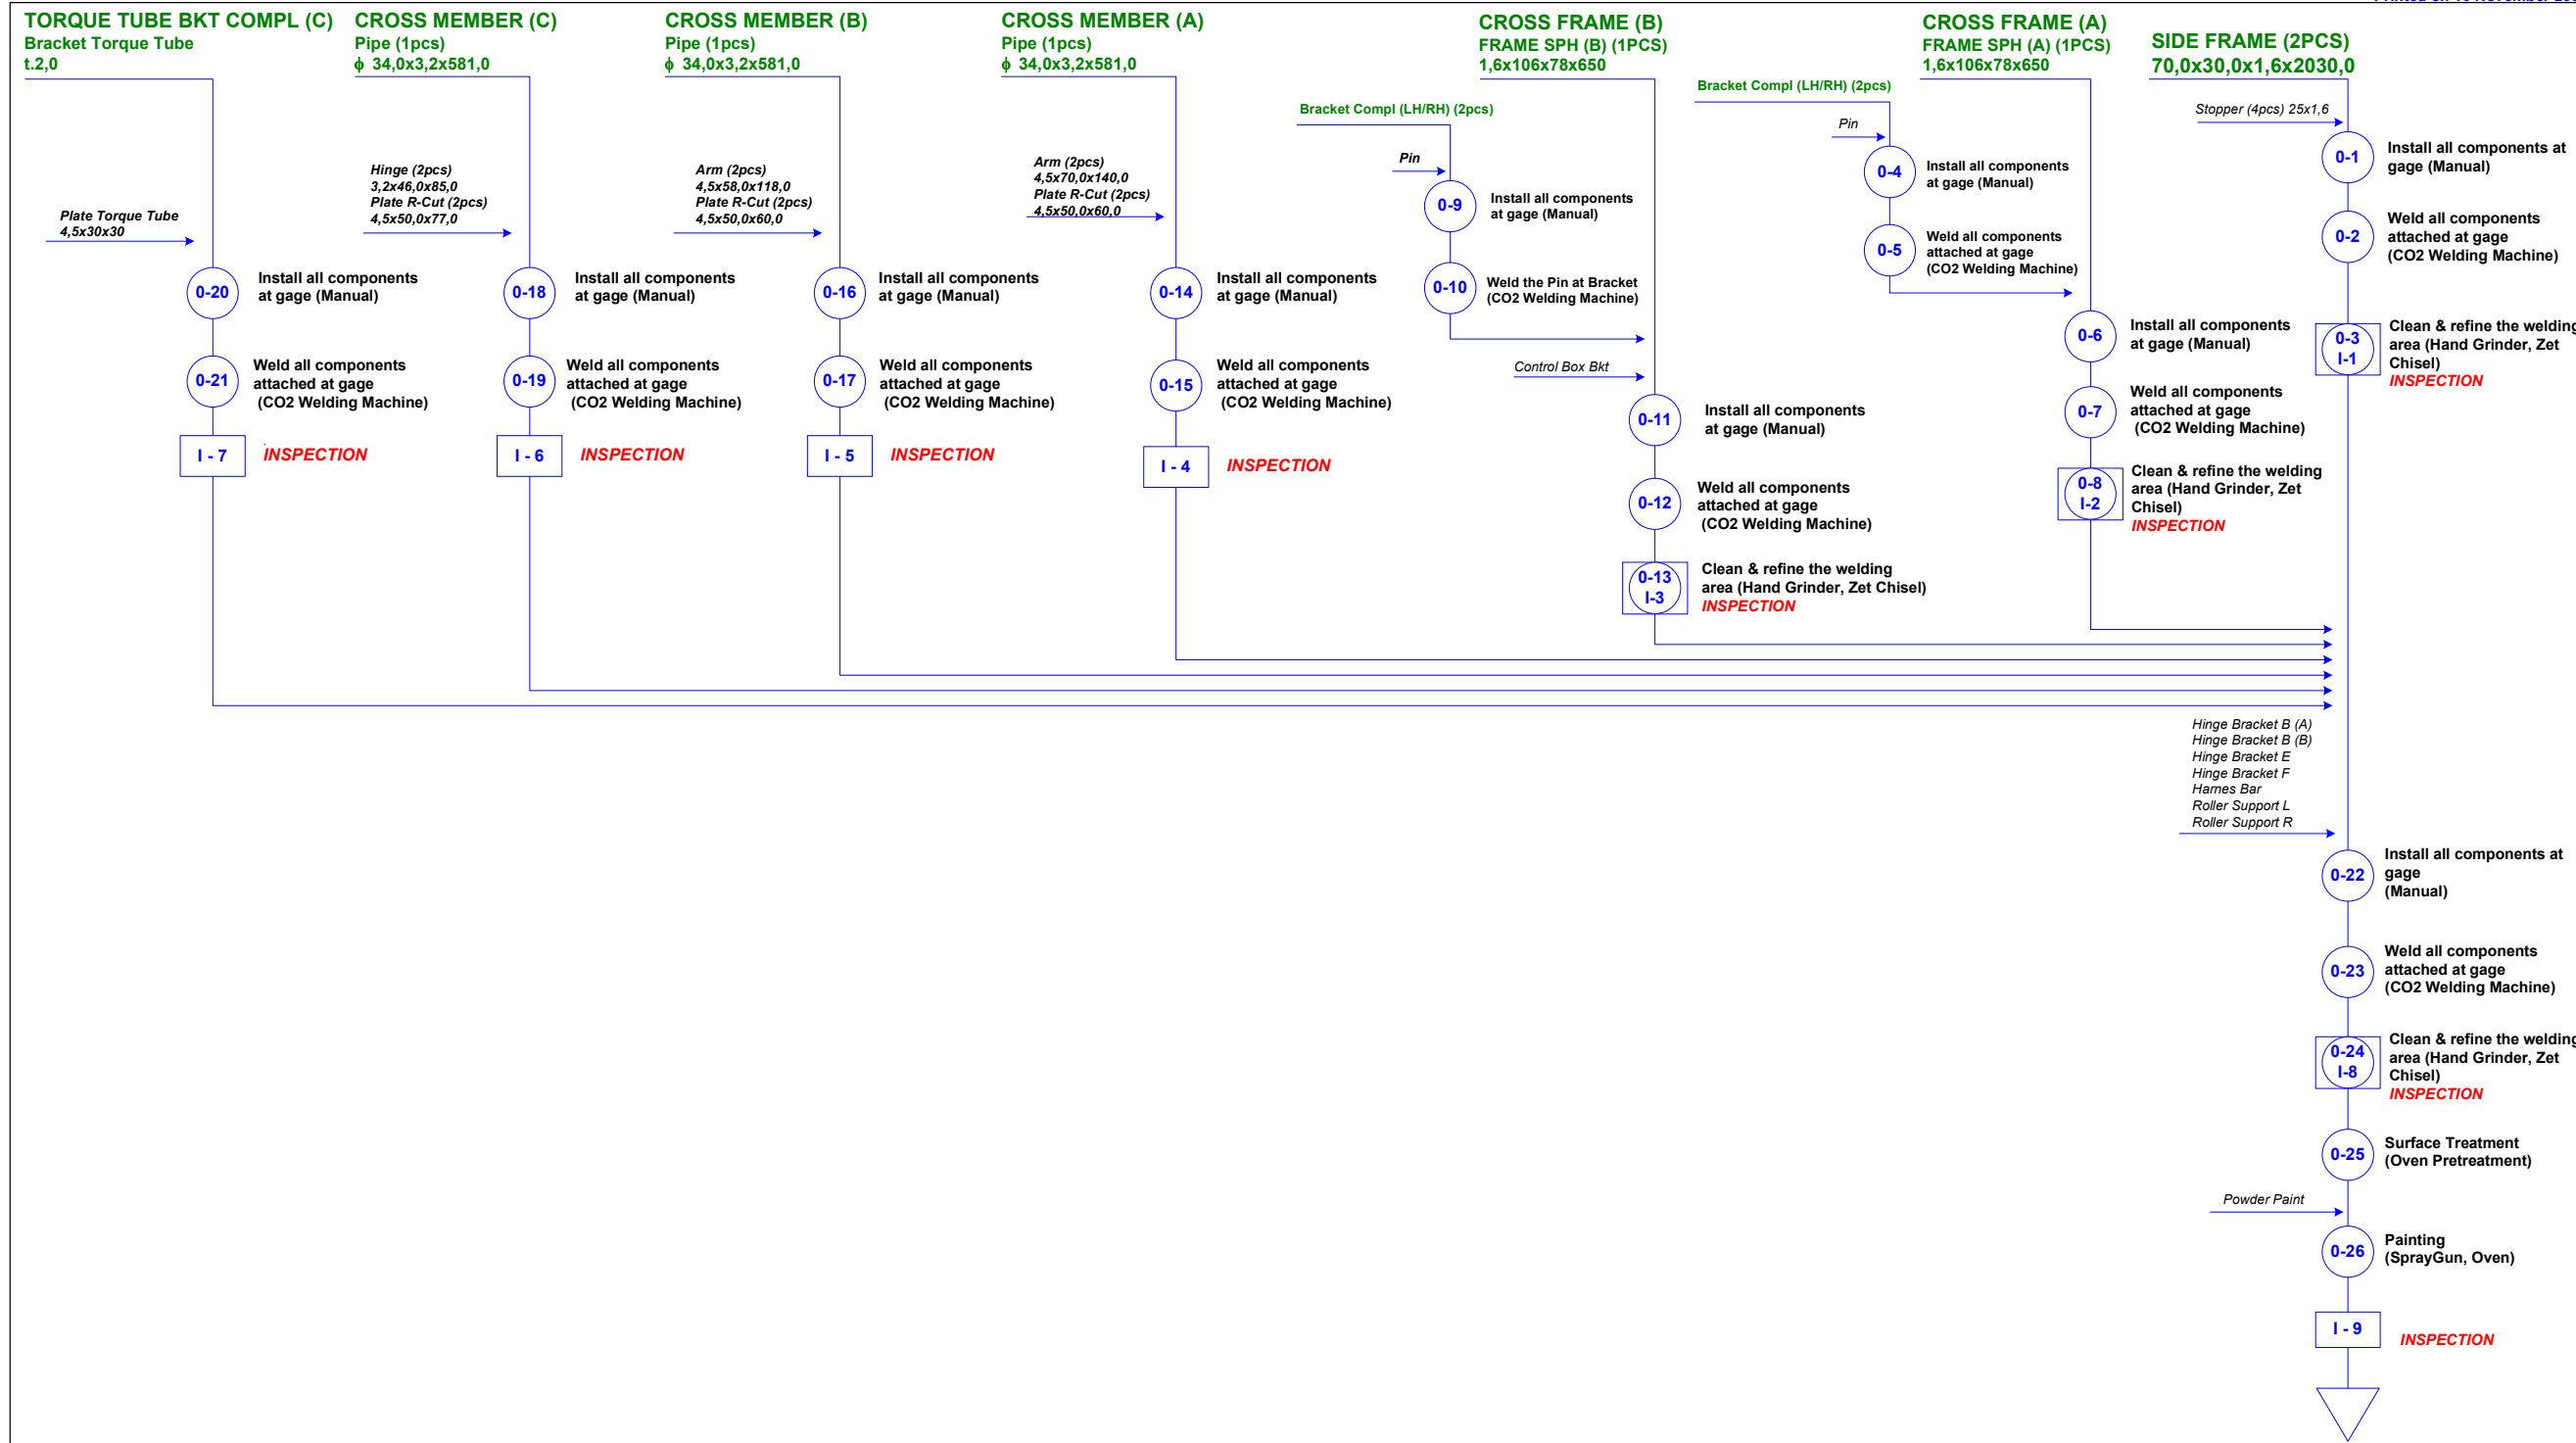 TORQUE TUBE BKT COMPL (C)
Bracket Torque Tube
t.2,0
Plate Torque Tube
4,5x30x30
0-20
Install all components
at gage (Manual)
0-21
Weld all components
attached at gage
(CO2 Welding Machine)
I - 7
INSPECTION
CROSS MEMBER (C)
Pipe (1pcs)
ϕ 34,0x3,2x581,0
Hinge (2pcs)
3,2x46,0x85,0
Plate R-Cut (2pcs)
4,5x50,0x77,0
0-18
Install all components
at gage (Manual)
0-19
Weld all components
attached at gage
(CO2 Welding Machine)
I - 6
INSPECTION
CROSS MEMBER (B)
Pipe (1pcs)
ϕ 34,0x3,2x581,0
Arm (2pcs)
4,5x58,0x118,0
Plate R-Cut (2pcs)
4,5x50,0x60,0
0-16
Install all components
at gage (Manual)
0-17
Weld all components
attached at gage
(CO2 Welding Machine)
I - 5
INSPECTION
CROSS MEMBER (A)
Pipe (1pcs)
ϕ 34,0x3,2x581,0
Arm (2pcs)
4,5x70,0x140,0
Plate R-Cut (2pcs)
4,5x50,0x60,0
0-14
Install all components
at gage (Manual)
0-15
Weld all components
attached at gage
(CO2 Welding Machine)
I - 4
INSPECTION
CROSS FRAME (B)
FRAME SPH (B) (1PCS)
1,6x106x78x650
Bracket Compl (LH/RH) (2pcs)
Pin
0-9
Install all components
at gage (Manual)
0-10
Weld the Pin at Bracket
(CO2 Welding Machine)
Control Box Bkt
0-11
Install all components
at gage (Manual)
0-12
Weld all components
attached at gage
(CO2 Welding Machine)
0-13
I-3
Clean & refine the welding
area (Hand Grinder, Zet Chisel)
INSPECTION
CROSS FRAME (A)
FRAME SPH (A) (1PCS)
1,6x106x78x650
Bracket Compl (LH/RH) (2pcs)
Pin
0-4
Install all components
at gage (Manual)
0-5
Weld all components
attached at gage
(CO2 Welding Machine)
0-6
Install all components
at gage (Manual)
0-7
Weld all components
attached at gage
(CO2 Welding Machine)
0-8
I-2
Clean & refine the welding
area (Hand Grinder, Zet
Chisel)
INSPECTION
SIDE FRAME (2PCS)
70,0x30,0x1,6x2030,0
Stopper (4pcs) 25x1,6
0-1
Install all components at
gage (Manual)
0-2
Weld all components
attached at gage
(CO2 Welding Machine)
0-3
I-1
Clean & refine the welding
area (Hand Grinder, Zet
Chisel)
INSPECTION
Hinge Bracket B (A)
Hinge Bracket B (B)
Hinge Bracket E
Hinge Bracket F
Harnes Bar
Roller Support L
Roller Support R
0-22
Install all components at
gage
(Manual)
0-23
Weld all components
attached at gage
(CO2 Welding Machine)
0-24
I-8
Clean & refine the welding
area (Hand Grinder, Zet
Chisel)
INSPECTION
0-25
Surface Treatment
(Oven Pretreatment)
Powder Paint
0-26
Painting
(SprayGun, Oven)
I - 9
INSPECTION